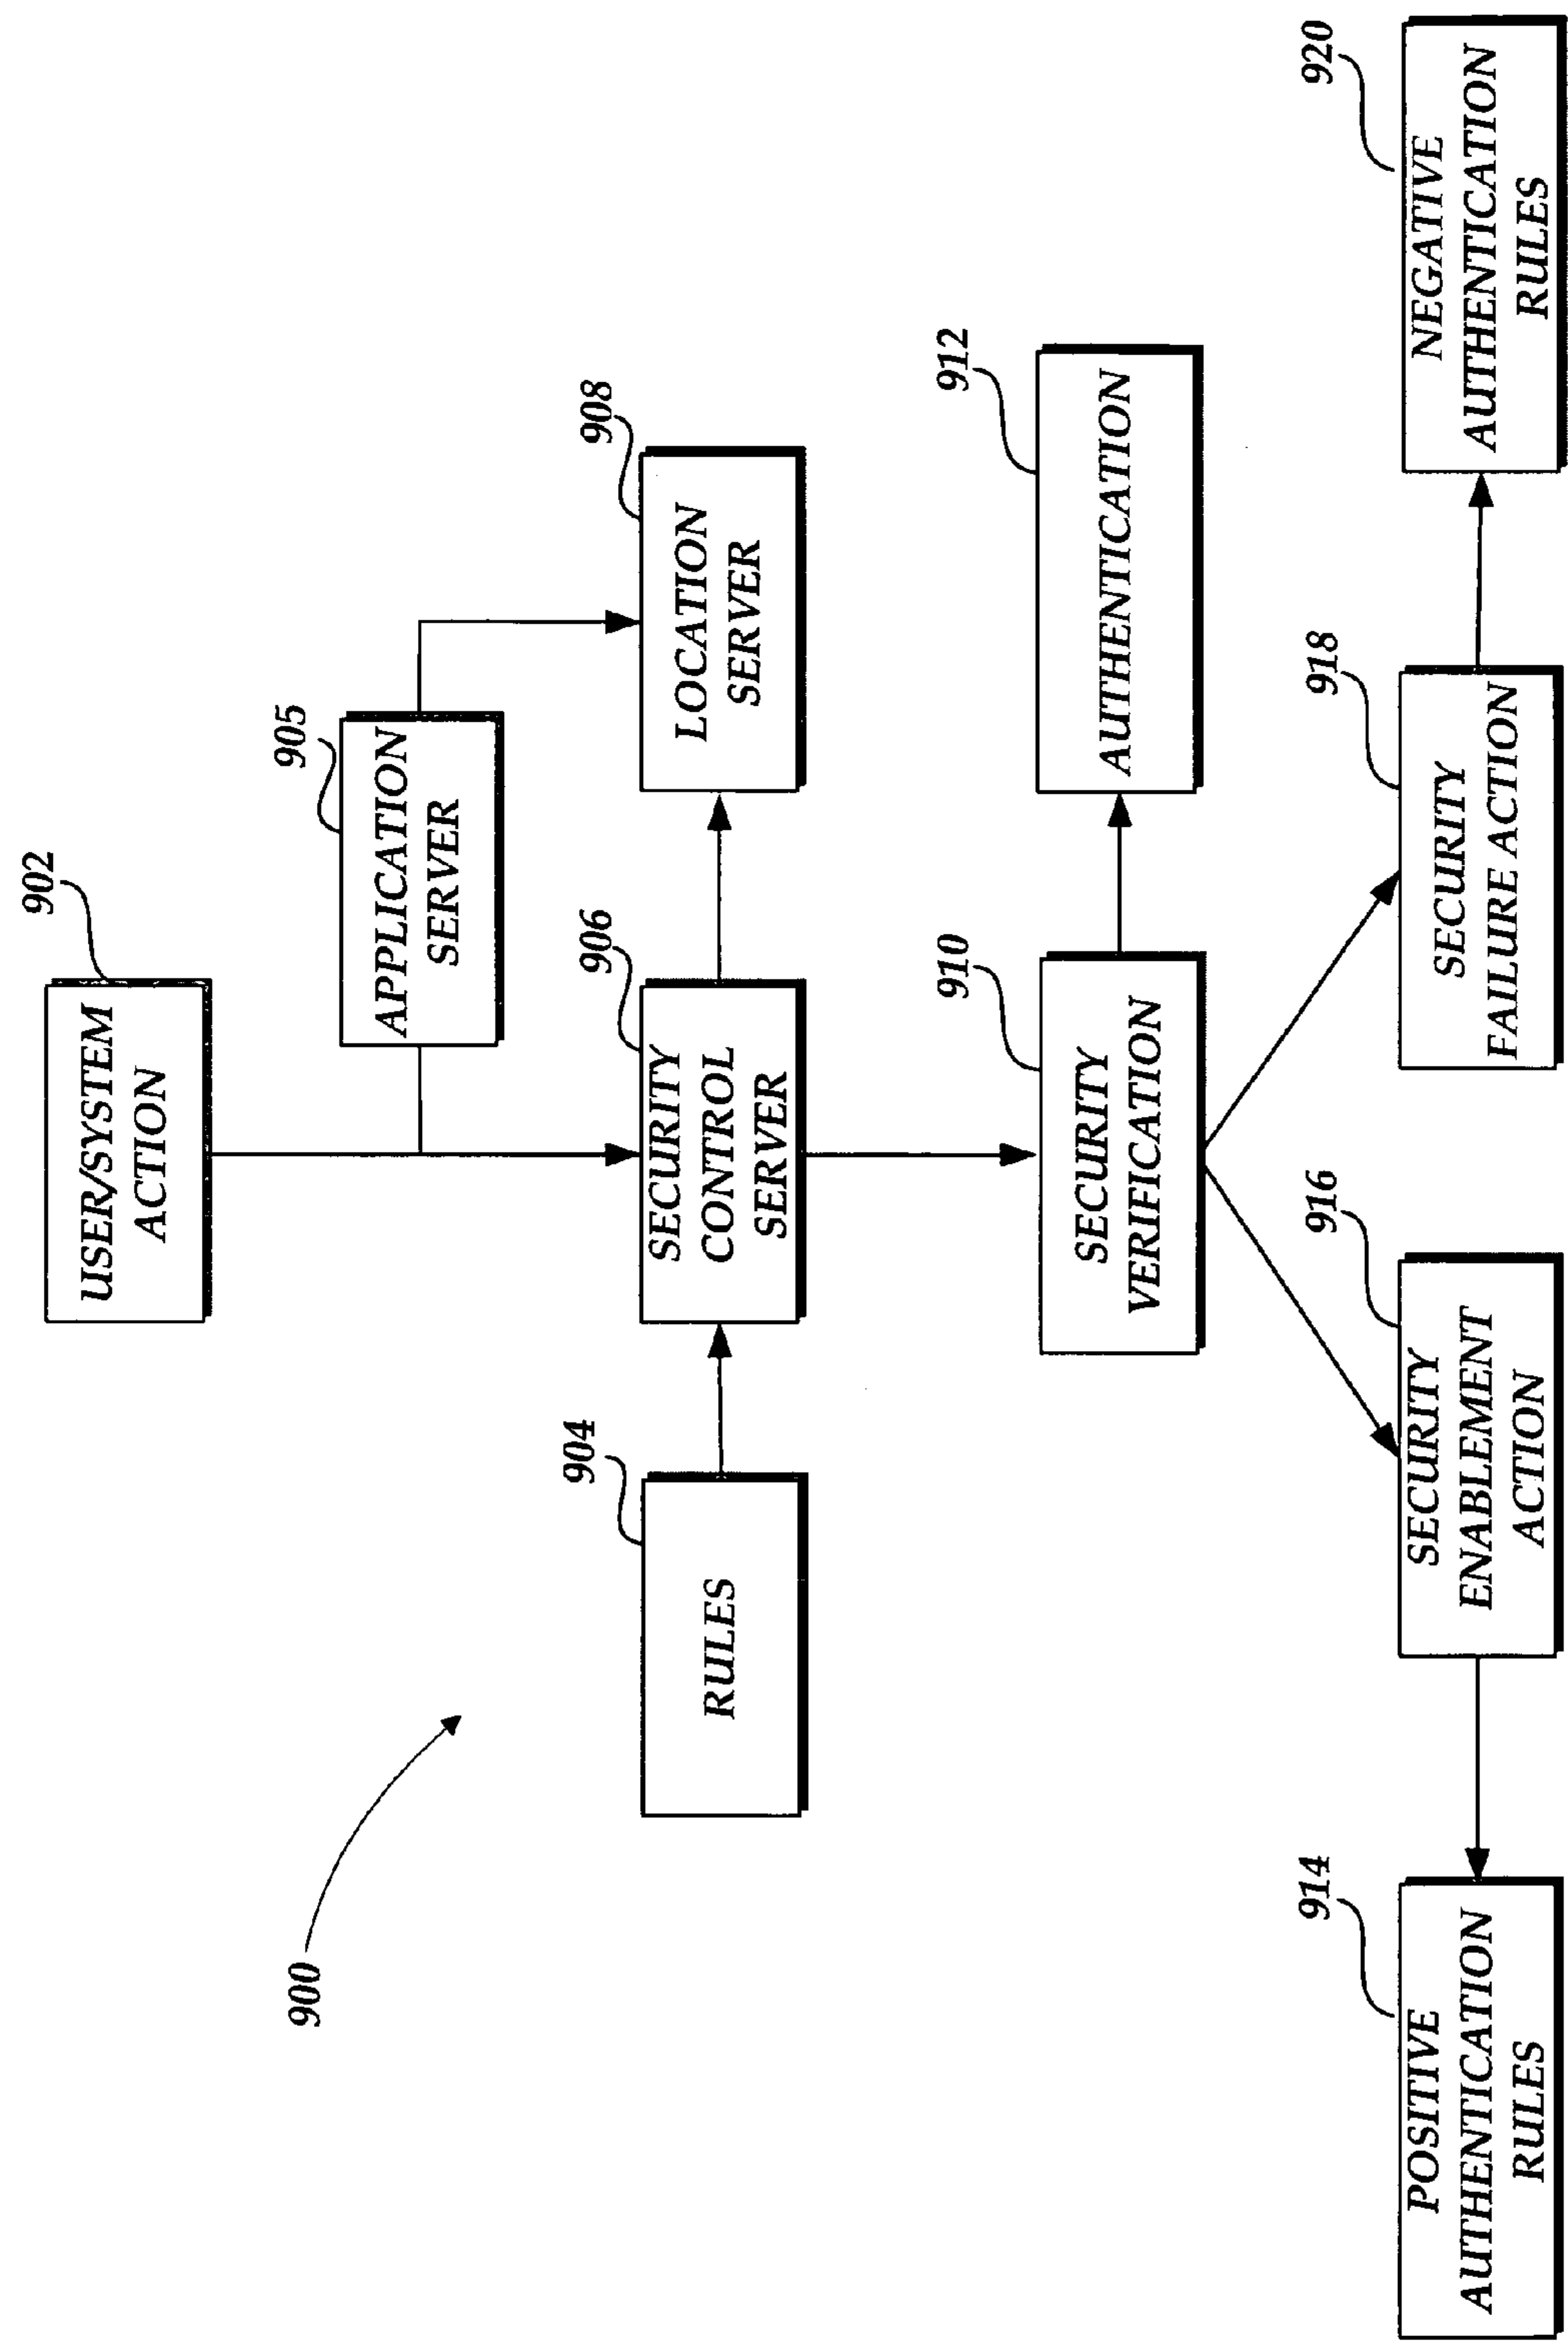 900
902
USER/SYSTEM
ACTION
905
APPLICATION
SERVER
904
RULES
906
SECURITY
CONTROL
SERVER
908
LOCATION
SERVER
910
SECURITY
VERIFICATION
912
AUTHENTICATION
914
POSITIVE
AUTHENTICATION
RULES
916
SECURITY
ENABLEMENT
ACTION
918
SECURITY
FAILURE ACTION
920
NEGATIVE
AUTHENTICATION
RULES